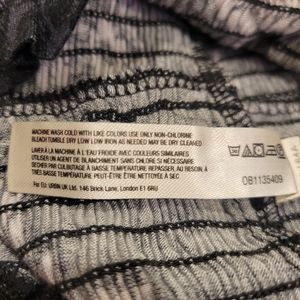 MACHINE WASH COLD WITH LIKE COLORS USE ONLY NON-CHLORINE
BLEACH TUMBLE DRY LOW LOW IRON AS NEEDED MAY BE DRY CLEANED
LAVER À LA MACHINE À L'EAU FROIDE AVEC COULEURS SIMILAIRES
UTILISER UN AGENT DE BLANCHIMENT SANS CHLORE SI NÉCESSAIRE
SÉCHER PAR CULBUTAGE À BASSE TEMPÉRATURE REPASSER, AU BESOIN, À
TRÈS BASSE TEMPÉRATURE PEUT-ÊTRE ÊTRE NETTOYÉE À SEC
For EU: URBN UK Ltd. 146 Brick Lane, London E1 6RU
OB1135409